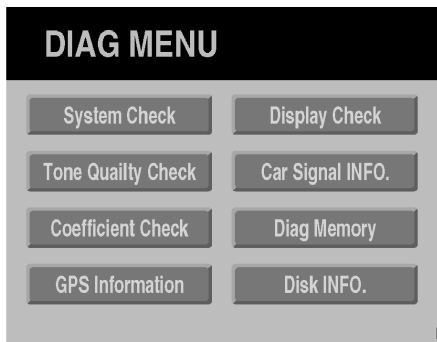 DIAG MENU
System Check
Display Check
Tone Quailty Check
Car Signal INFO.
Coefficient Check
Diag Memory
GPS Information
Disk INFO.